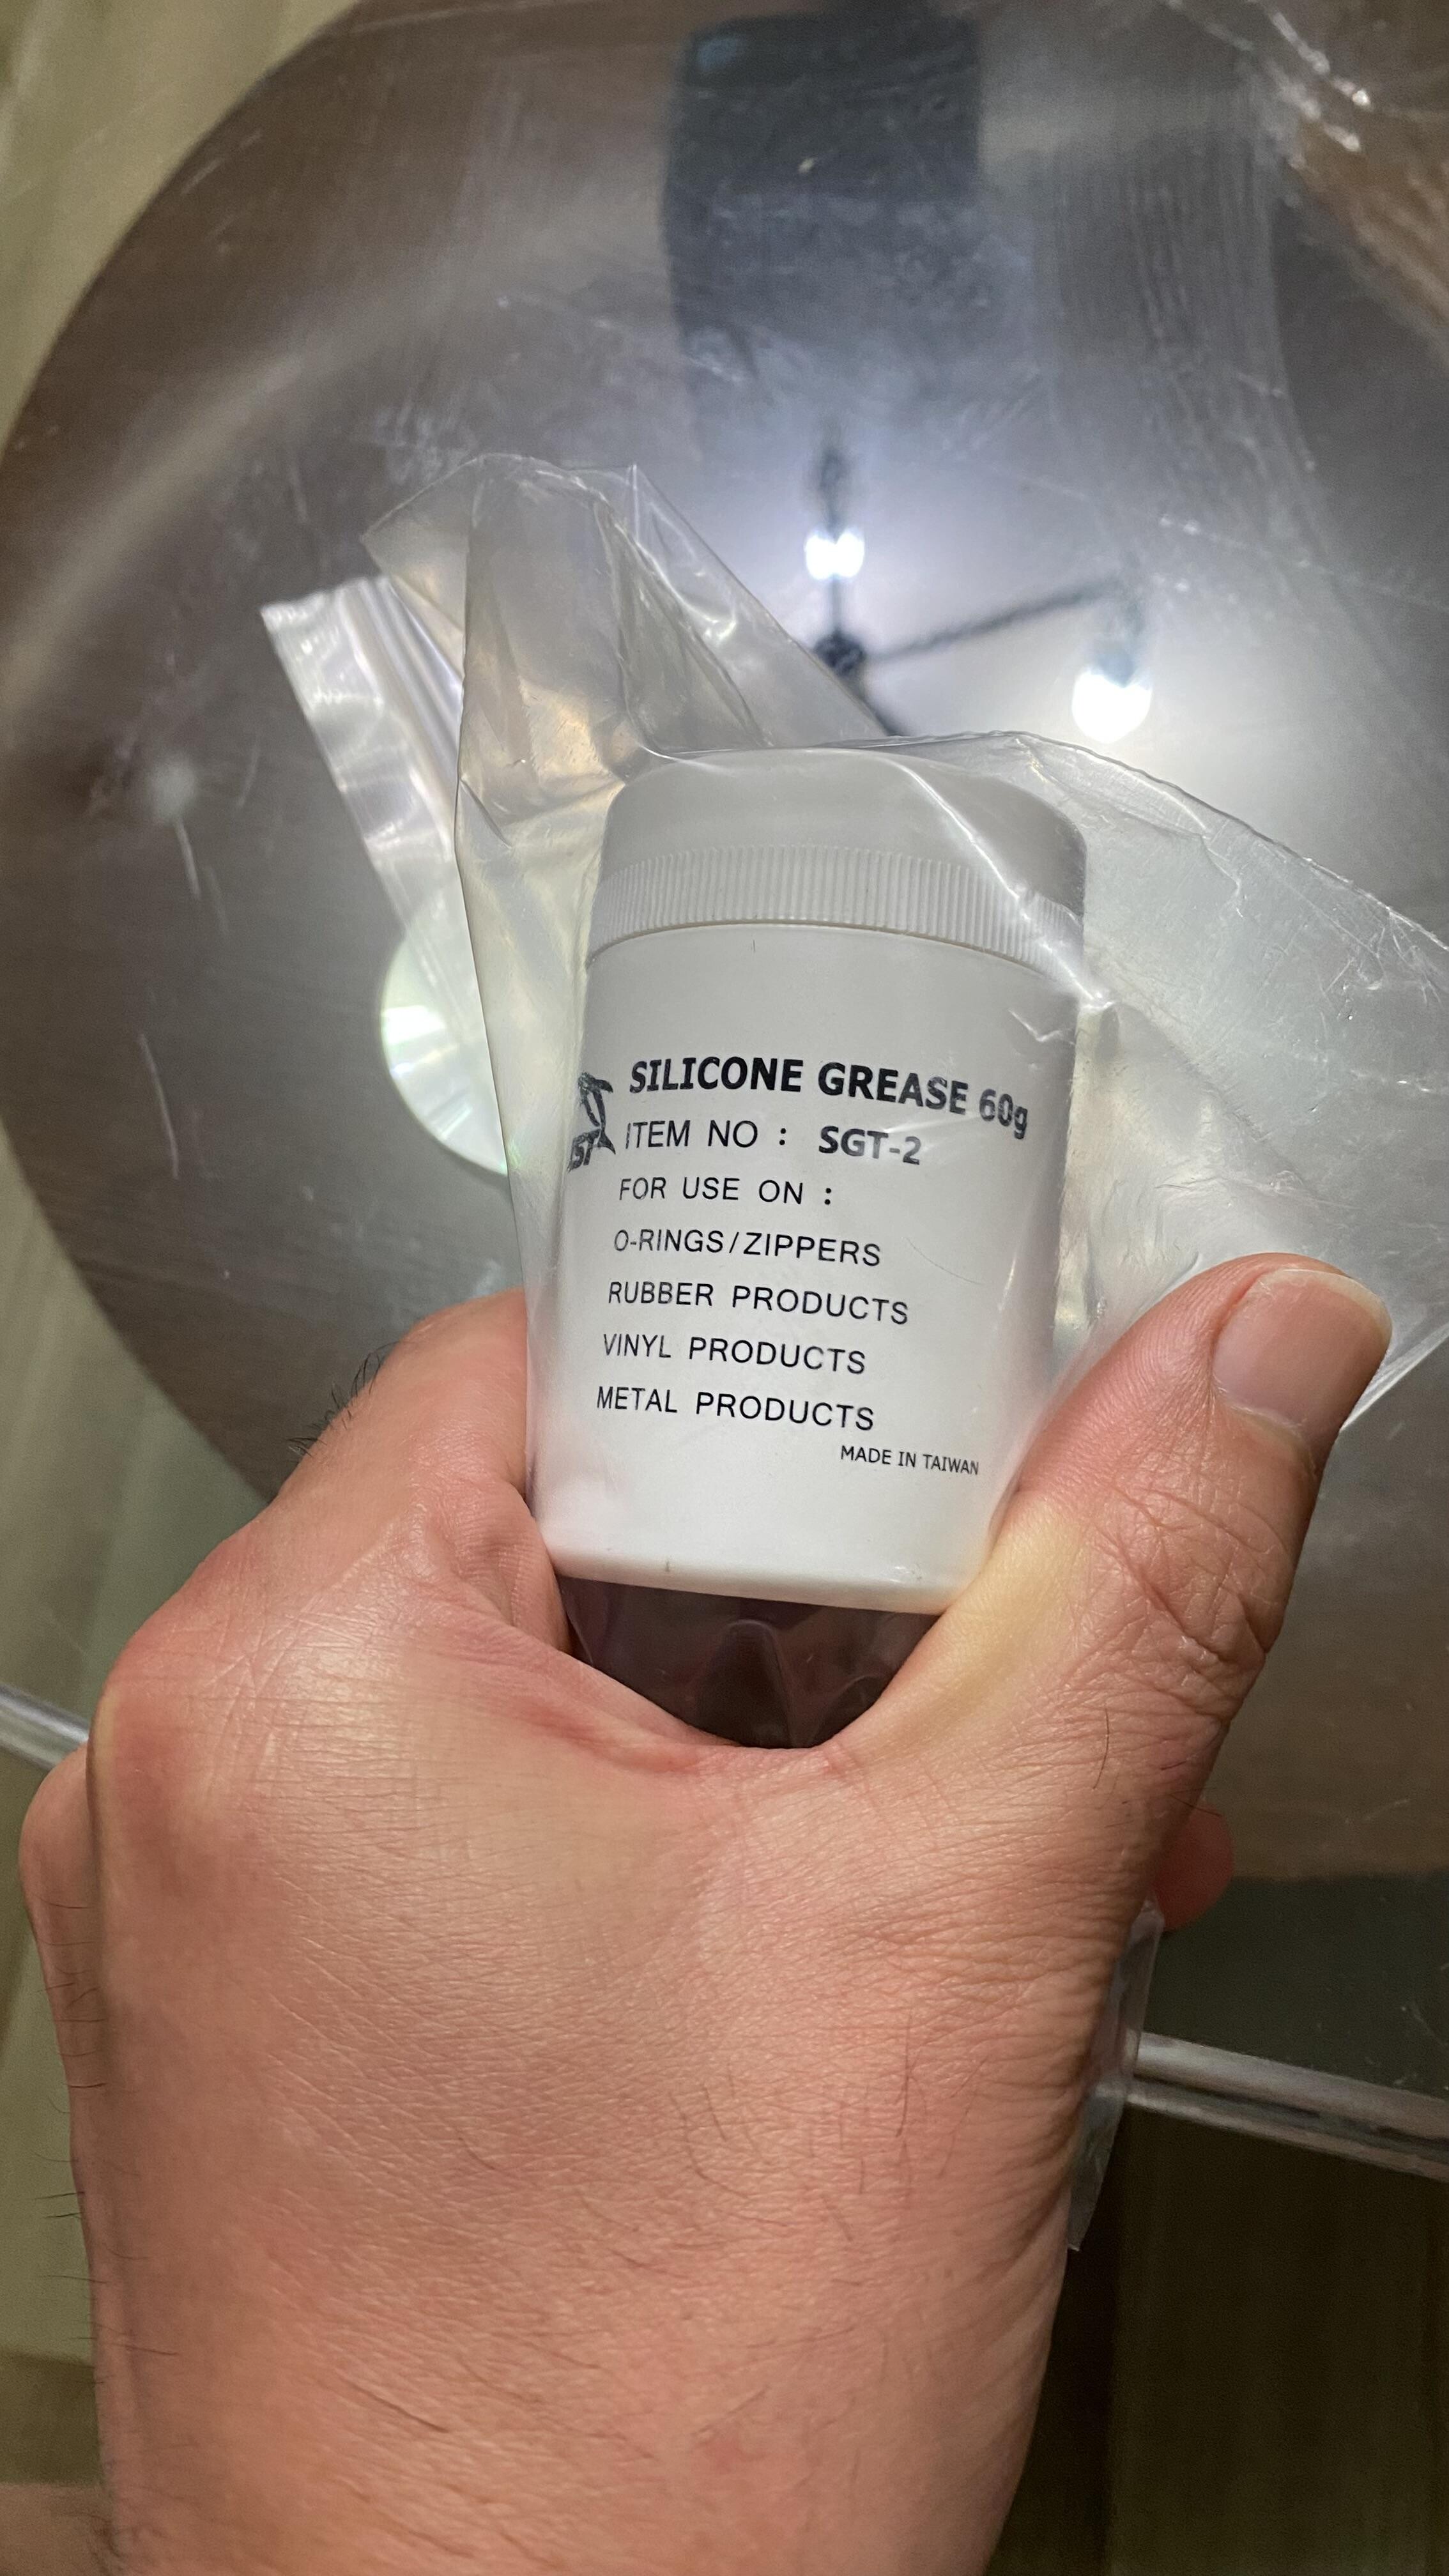 SILICONE GREASE 60g
ITEM NO : SGT-2
FOR USE ON :
O-RINGS/ZIPPERS
RUBBER PRODUCTS
VINYL PRODUCTS
METAL PRODUCTS
MADE IN TAIWAN